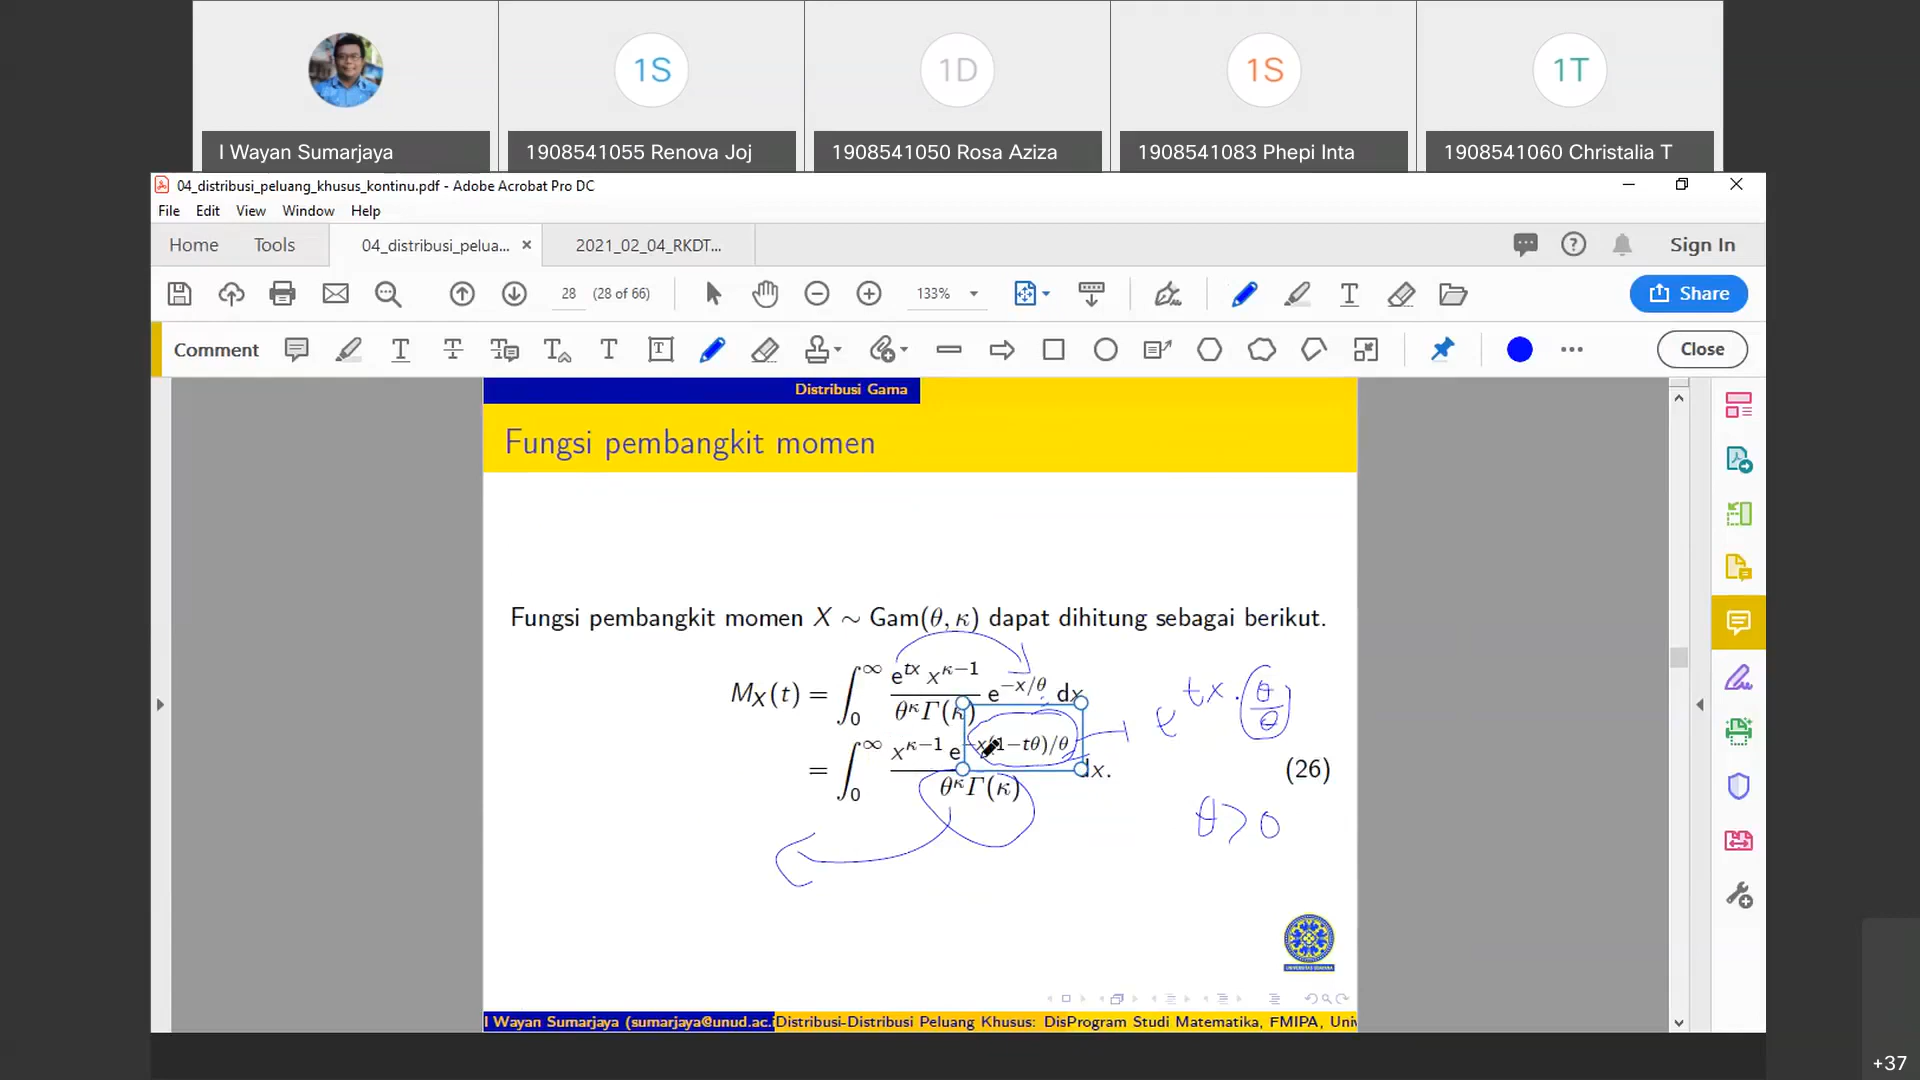 1S
1D
1S
1T
I Wayan Sumarjaya
1908541055 Renova Joj
1908541050 Rosa Aziza
1908541083 Phepi Inta
1908541060 Christalia T
04_distribusi_peluang_khusus_kontinu.pdf - Adobe Acrobat Pro DC
File Edit View Window Help
Home Tools 04_distribusi_pelua... × 2021_02_04_RKDT... Sign In
28 (28 of 66) 133% Share
Comment Close
Distribusi Gama
Fungsi pembangkit momen
Fungsi pembangkit momen X ∼ Gam(θ, κ) dapat dihitung sebagai berikut.
M_X(t) = ∫_0^∞ (e^{tx} x^{κ−1})/(θ^κ Γ(κ)) e^{−x/θ} dx
e^{tx · θ/θ}
= ∫_0^∞ (x^{κ−1} e^{−x(1−tθ)/θ})/(θ^κ Γ(κ)) dx. (26)
θ > 0
UNIVERSITAS UDAYANA
I Wayan Sumarjaya (sumarjaya@unud.ac.i Distribusi-Distribusi Peluang Khusus: Dis Program Studi Matematika, FMIPA, Univ
+37